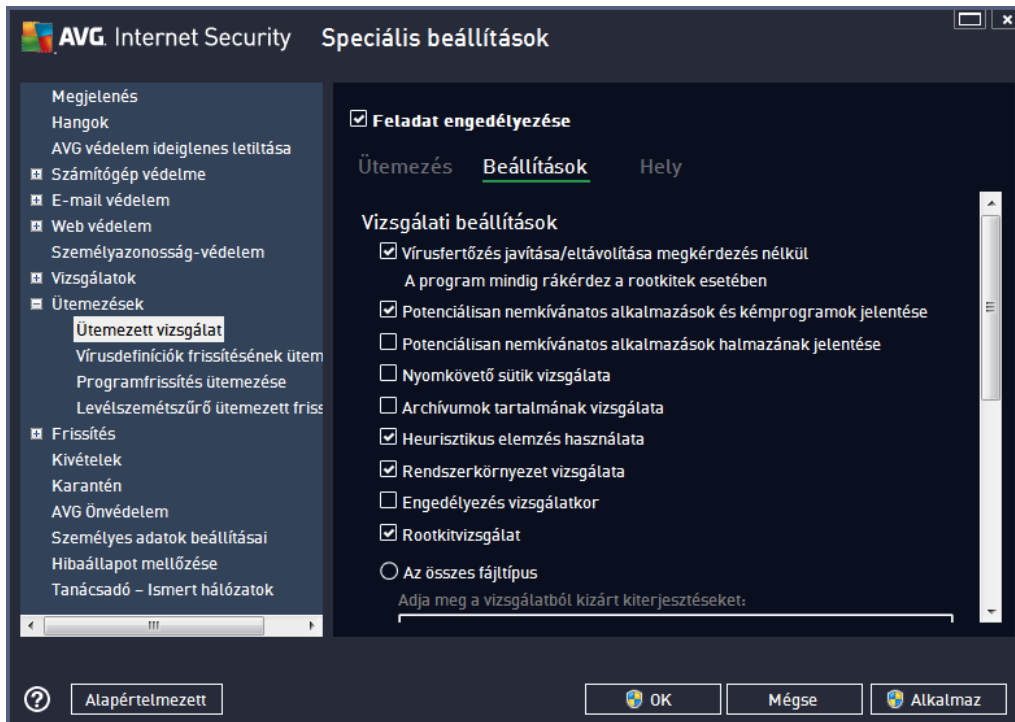 AVG. Internet Security Speciális beállítások
Megjelenés
Hangok
AVG védelem ideiglenes letiltása
Számítógép védelme
E-mail védelem
Web védelem
Személyazonosság-védelem
Vizsgálatok
Ütemezések
Ütemezett vizsgálat
Vírusdefiníciók frissítésének ütem
Programfrissítés ütemezése
Levélszemétszűrő ütemezett friss
Frissítés
Kivételek
Karantén
AVG Önvédelem
Személyes adatok beállításai
Hibaállapot mellőzése
Tanácsadó – Ismert hálózatok
Feladat engedélyezése
Ütemezés Beállítások Hely
Vizsgálati beállítások
Vírusfertőzés javítása/eltávolítása megkérdezés nélkül
A program mindig rákérdez a rootkitek esetében
Potenciálisan nemkívánatos alkalmazások és kémprogramok jelentése
Potenciálisan nemkívánatos alkalmazások halmazának jelentése
Nyomkövető sütik vizsgálata
Archívumok tartalmának vizsgálata
Heurisztikus elemzés használata
Rendszerkörnyezet vizsgálata
Engedélyezés vizsgálatkor
Rootkitvizsgálat
Az összes fájltípus
Adja meg a vizsgálatból kizárt kiterjesztéseket:
Alapértelmezett OK Mégse Alkalmaz